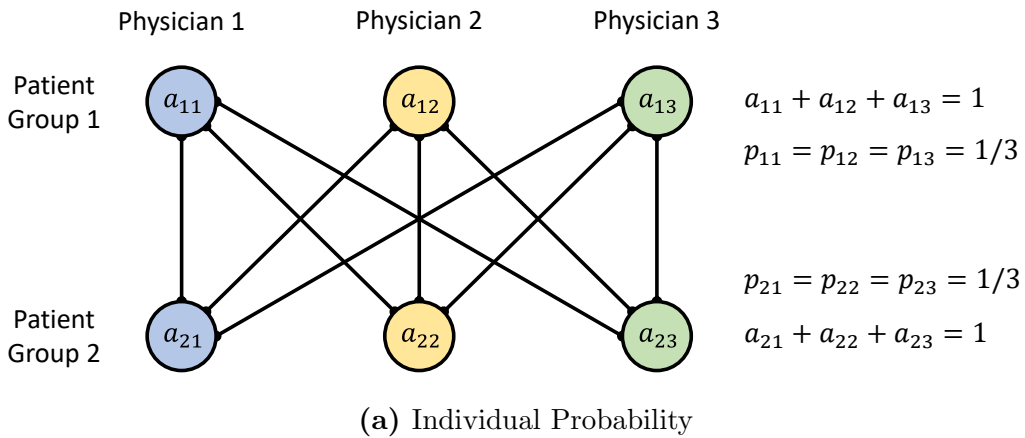 Physician 1 Physician 2 Physician 3
Patient
Group 1
a₁₁ a₁₂ a₁₃
a₁₁ + a₁₂ + a₁₃ = 1
p₁₁ = p₁₂ = p₁₃ = 1/3
p₂₁ = p₂₂ = p₂₃ = 1/3
Patient
Group 2
a₂₁ a₂₂ a₂₃
a₂₁ + a₂₂ + a₂₃ = 1
(a) Individual Probability